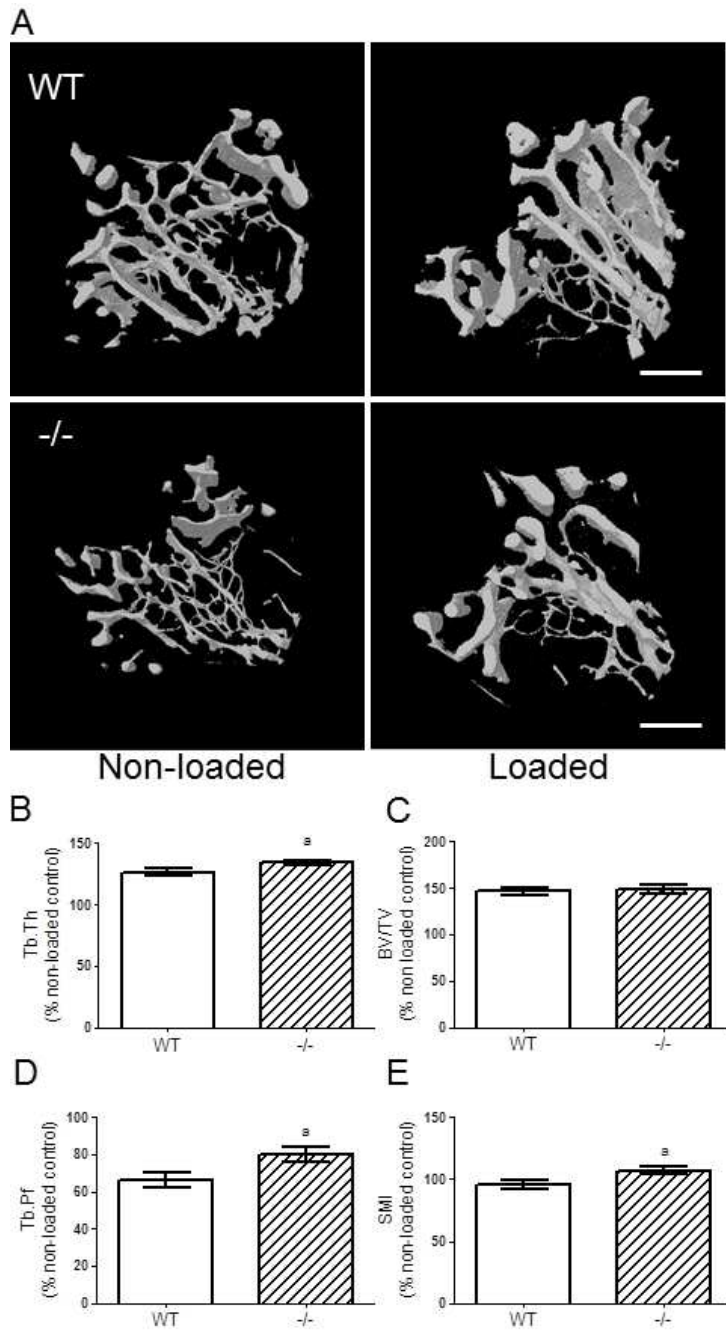 A
WT
-/-
Non-loaded Loaded
B
a
150
100
50
0
Tb.Th
(% non-loaded control)
WT -/-
C
200
150
100
50
0
BV/TV
(% non loaded control)
WT -/-
D
a
100
80
60
40
20
0
Tb.Pf
(% non-loaded control)
WT -/-
E
a
150
100
50
0
SMI
(% non-loaded control)
WT -/-